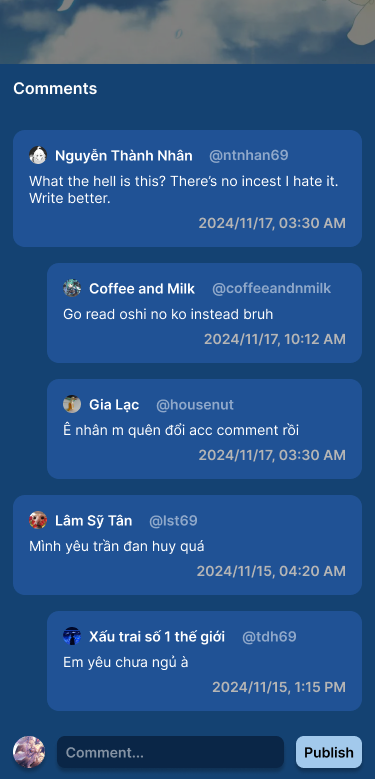 Comments
Nguyễn Thành Nhân @ntnhan69
What the hell is this? There’s no incest I hate it.
Write better.
2024/11/17, 03:30 AM
Coffee and Milk @coffeeandnmilk
Go read oshi no ko instead bruh
2024/11/17, 10:12 AM
Gia Lạc @housenut
Ê nhân m quên đổi acc comment rồi
2024/11/17, 03:30 AM
Lâm Sỹ Tân @lst69
Mình yêu trần đan huy quá
2024/11/15, 04:20 AM
Xấu trai số 1 thế giới @tdh69
Em yêu chưa ngủ à
2024/11/15, 1:15 PM
Comment... Publish